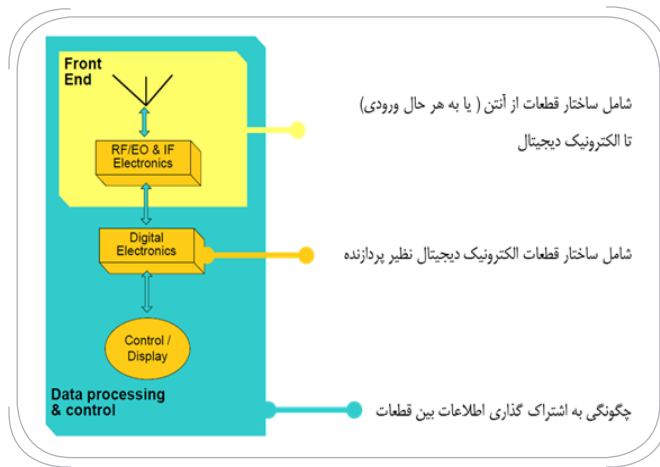 Front
End
RF/EO & IF
Electronics
Digital
Electronics
Control /
Display
Data processing
& control
شامل ساختار قطعات از آنتن ( یا به هر حال ورودی)
تا الکترونیک دیجیتال
شامل ساختار قطعات الکترونیک دیجیتال نظیر پردازنده
چگونگی به اشتراک گذاری اطلاعات بین قطعات